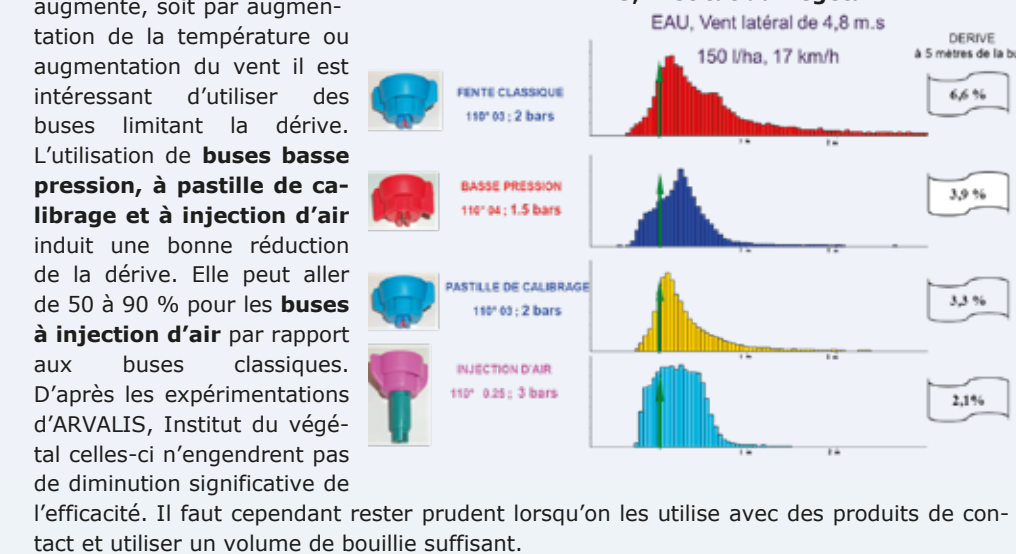 augmente, soit par augmen-
tation de la température ou
augmentation du vent il est
intéressant d'utiliser des
buses limitant la dérive.
L'utilisation de buses basse
pression, à pastille de ca-
librage et à injection d'air
induit une bonne réduction
de la dérive. Elle peut aller
de 50 à 90 % pour les buses
à injection d'air par rapport
aux buses classiques.
D'après les expérimentations
d'ARVALIS, Institut du végé-
tal celles-ci n'engendrent pas
de diminution significative de
l'efficacité. Il faut cependant rester prudent lorsqu'on les utilise avec des produits de con-
tact et utiliser un volume de bouillie suffisant.
EAU, Vent latéral de 4,8 m.s
150 l/ha, 17 km/h
DERIVE
à 5 mètres de la bu
FENTE CLASSIQUE
110° 03 ; 2 bars
6,6 %
BASSE PRESSION
110° 04 ; 1.5 bars
3,9 %
PASTILLE DE CALIBRAGE
110° 03 ; 2 bars
3,3 %
INJECTION D'AIR
110° 0.25 ; 3 bars
2,1%